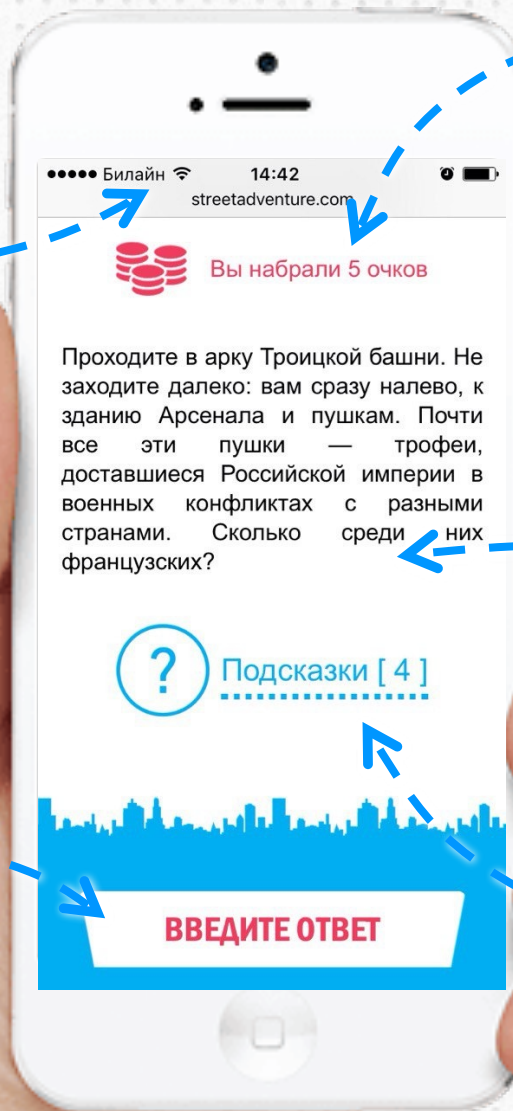 Билайн 14:42
streetadventure.com
Вы набрали 5 очков
Проходите в арку Троицкой башни. Не
заходите далеко: вам сразу налево, к
зданию Арсенала и пушкам. Почти
все эти пушки — трофеи,
доставшиеся Российской империи в
военных конфликтах с разными
странами. Сколько среди них
французских?
?
Подсказки [ 4 ]
ВВЕДИТЕ ОТВЕТ